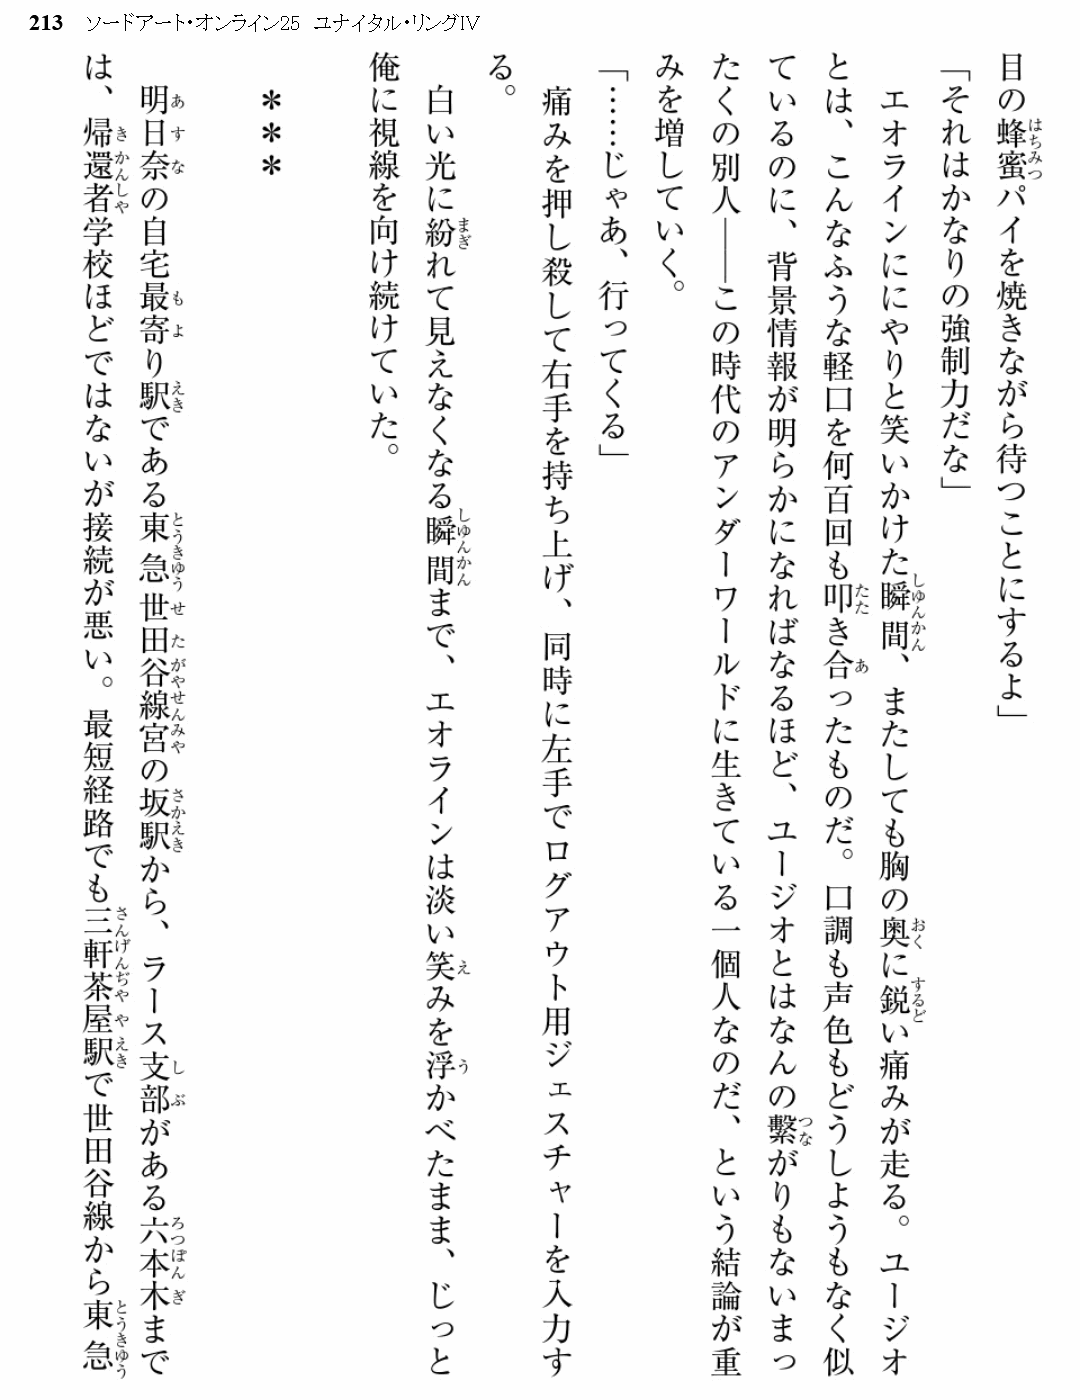 213 ソードアート・オンライン25 ユナイタル・リングIV
目の蜂蜜パイを焼きながら待つことにするよ」
「それはかなりの強制力だな」
エオラインににやりと笑いかけた瞬間、またしても胸の奥に鋭い痛みが走る。ユージオ
とは、こんなふうな軽口を何百回も叩き合ったものだ。口調も声色もどうしようもなく似
ているのに、背景情報が明らかになればなるほど、ユージオとはなんの繫がりもないまっ
たくの別人――この時代のアンダーワールドに生きている一個人なのだ、という結論が重
みを増していく。
「……じゃあ、行ってくる」
痛みを押し殺して右手を持ち上げ、同時に左手でログアウト用ジェスチャーを入力す
る。
白い光に紛れて見えなくなる瞬間まで、エオラインは淡い笑みを浮かべたまま、じっと
俺に視線を向け続けていた。
＊＊＊
明日奈の自宅最寄り駅である東急世田谷線宮の坂駅から、ラース支部がある六本木まで
は、帰還者学校ほどではないが接続が悪い。最短経路でも三軒茶屋駅で世田谷線から東急